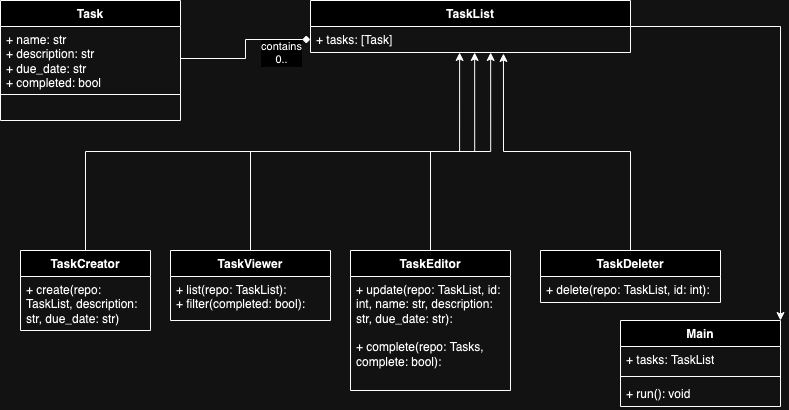 Task
+ name: str
+ description: str
+ due_date: str
+ completed: bool
contains
0..
TaskList
+ tasks: [Task]
TaskCreator
+ create(repo:
TaskList, description:
str, due_date: str)
TaskViewer
+ list(repo: TaskList):
+ filter(completed: bool):
TaskEditor
+ update(repo: TaskList, id:
int, name: str, description:
str, due_date: str):
+ complete(repo: Tasks,
complete: bool):
TaskDeleter
+ delete(repo: TaskList, id: int):
Main
+ tasks: TaskList
+ run(): void